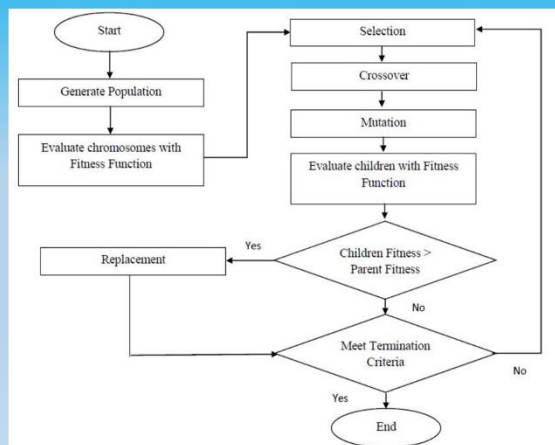 Start
Generate Population
Evaluate chromosomes with
Fitness Function
Selection
Crossover
Mutation
Evaluate children with Fitness
Function
Children Fitness >
Parent Fitness
Yes
Replacement
No
Meet Termination
Criteria
No
Yes
End